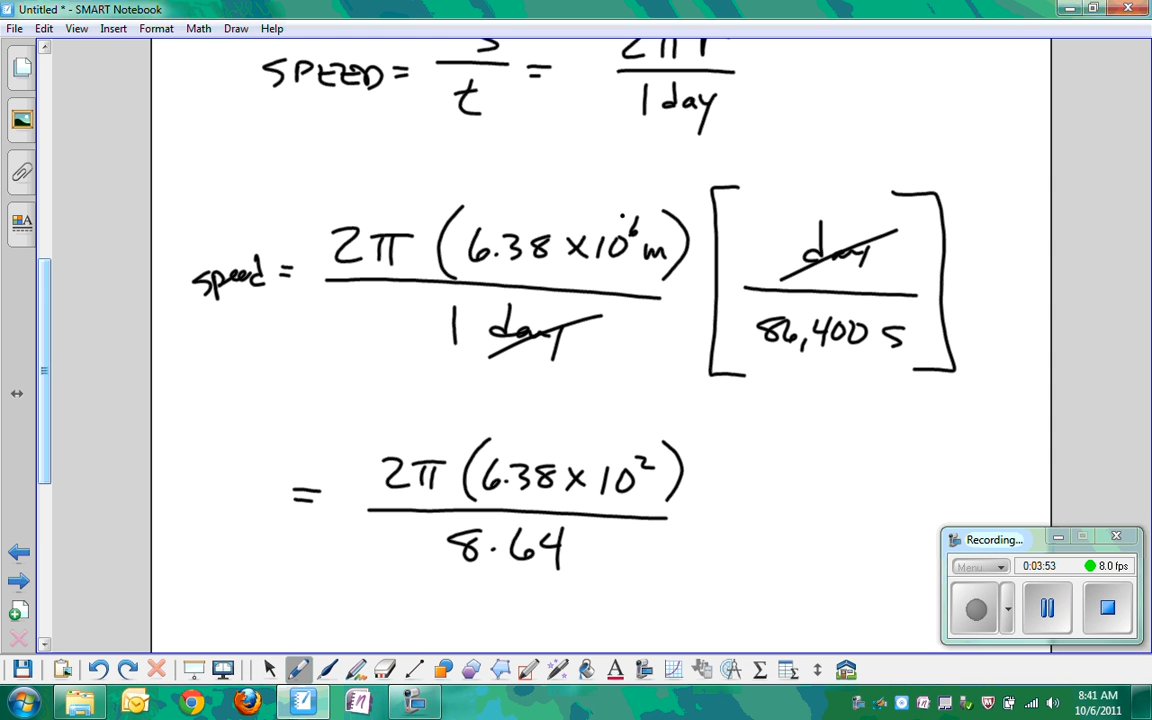 Untitled * - SMART Notebook
File Edit View Insert Format Math Draw Help
SPEED = s/t = 2πr/1 day
speed = 2π (6.38 x10⁶m)/1 day [day/86,400 s]
= 2π (6.38 x 10²)/8.64
Recording...
Menu 0:03:53 8.0 fps
8:41 AM
10/6/2011